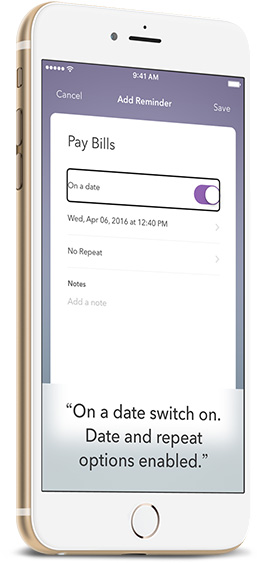 9:41 AM
Cancel
Add Reminder
Save
Pay Bills
On a date
Wed, Apr 06, 2016 at 12:40 PM
No Repeat
Notes
Add a note
“On a date switch on.
Date and repeat
options enabled.”